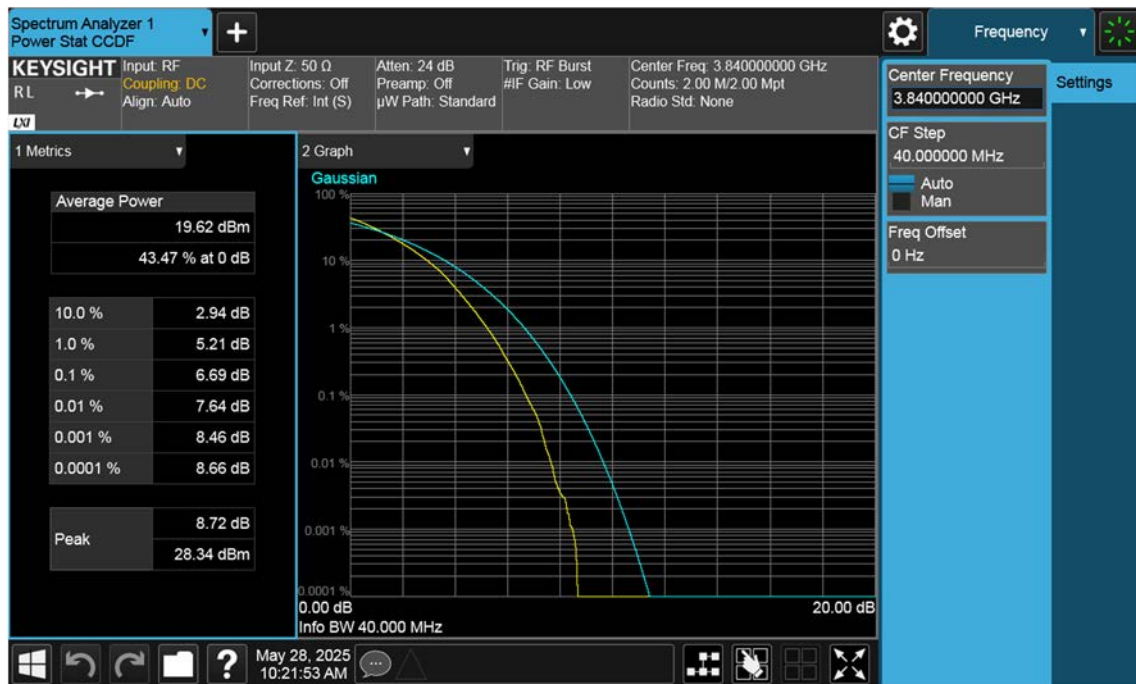 Spectrum Analyzer 1
Power Stat CCDF
+
Frequency
KEYSIGHT
RL
LXI
Input: RF
Coupling: DC
Align: Auto
Input Z: 50 Ω
Corrections: Off
Freq Ref: Int (S)
Atten: 24 dB
Preamp: Off
µW Path: Standard
Trig: RF Burst
#IF Gain: Low
Center Freq: 3.840000000 GHz
Counts: 2.00 M/2.00 Mpt
Radio Std: None
Center Frequency
3.840000000 GHz
Settings
CF Step
40.000000 MHz
Auto
Man
Freq Offset
0 Hz
1 Metrics
Average Power
19.62 dBm
43.47 % at 0 dB
10.0 % 2.94 dB
1.0 % 5.21 dB
0.1 % 6.69 dB
0.01 % 7.64 dB
0.001 % 8.46 dB
0.0001 % 8.66 dB
Peak
8.72 dB
28.34 dBm
2 Graph
Gaussian
100 %
10 %
1 %
0.1 %
0.01 %
0.001 %
0.0001 %
0.00 dB 20.00 dB
Info BW 40.000 MHz
?
May 28, 2025
10:21:53 AM